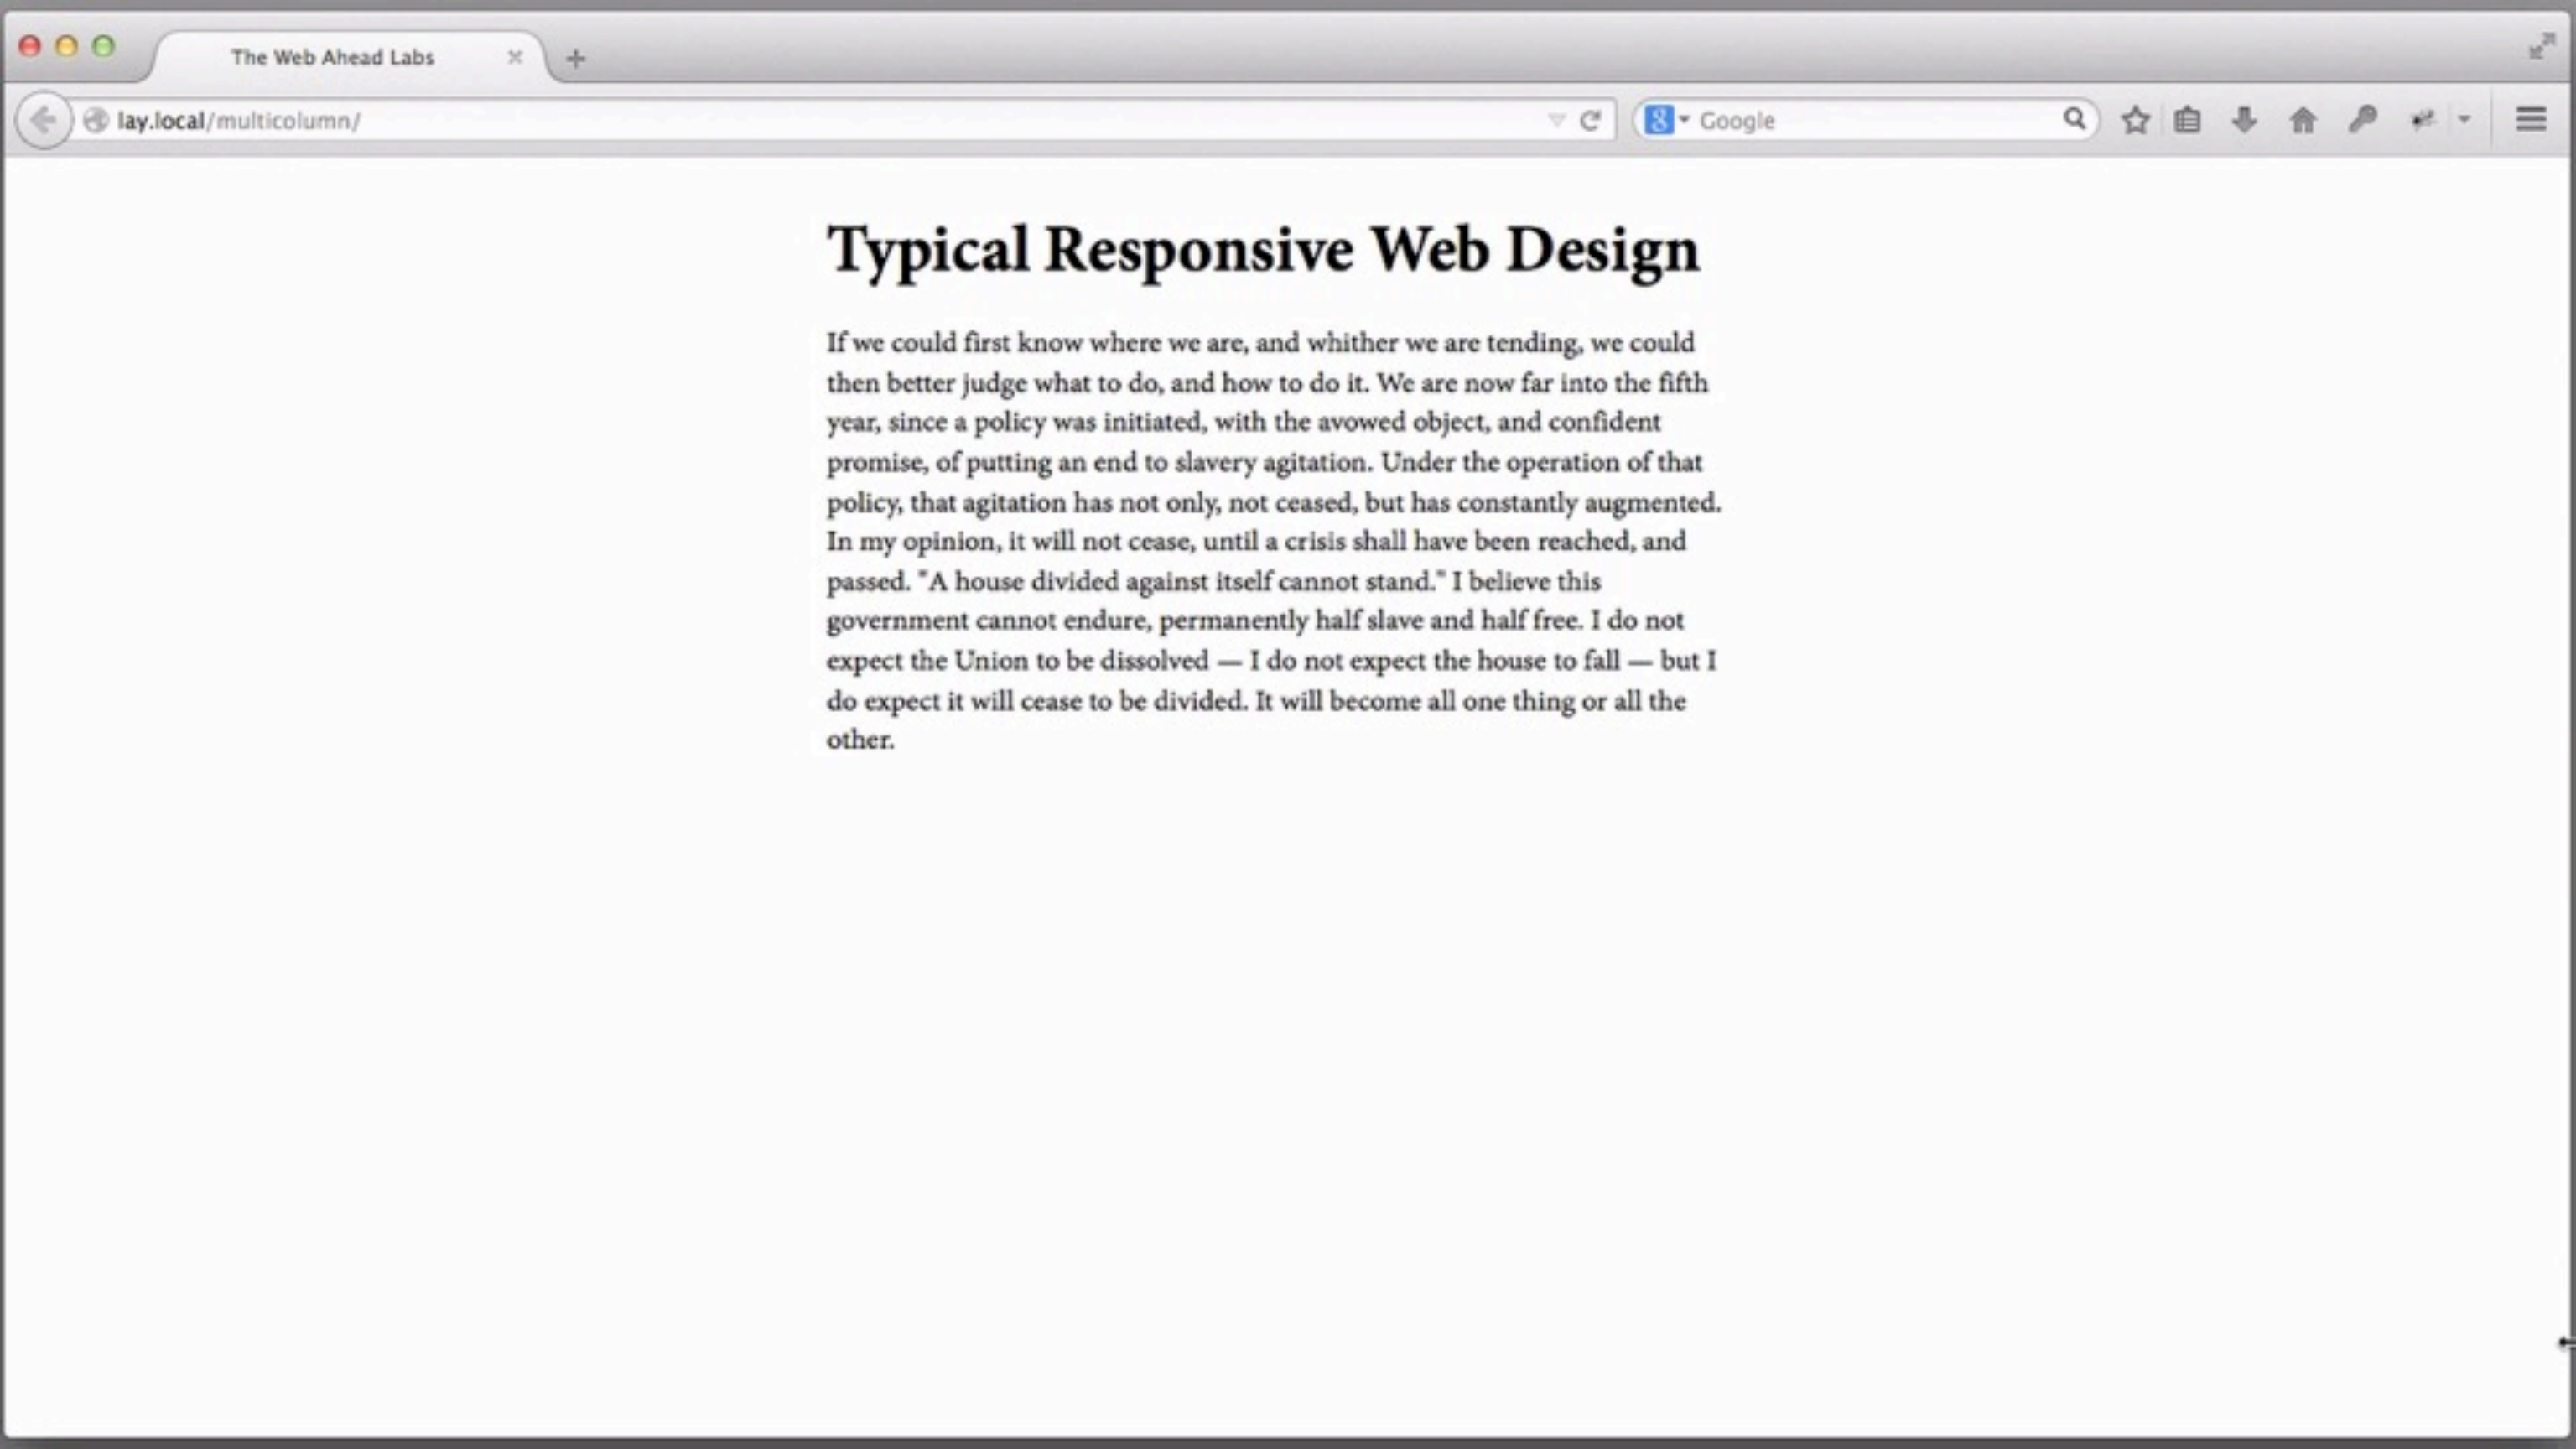 The Web Ahead Labs
lay.local/multicolumn/
Google
Typical Responsive Web Design
If we could first know where we are, and whither we are tending, we could
then better judge what to do, and how to do it. We are now far into the fifth
year, since a policy was initiated, with the avowed object, and confident
promise, of putting an end to slavery agitation. Under the operation of that
policy, that agitation has not only, not ceased, but has constantly augmented.
In my opinion, it will not cease, until a crisis shall have been reached, and
passed. "A house divided against itself cannot stand." I believe this
government cannot endure, permanently half slave and half free. I do not
expect the Union to be dissolved — I do not expect the house to fall — but I
do expect it will cease to be divided. It will become all one thing or all the
other.